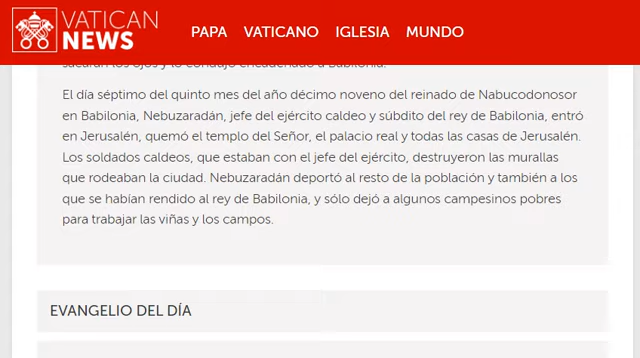 VATICAN
NEWS
PAPA VATICANO IGLESIA MUNDO
sacaran los ojos y lo condujo encadenado a Babilonia.
El día séptimo del quinto mes del año décimo noveno del reinado de Nabucodonosor
en Babilonia, Nebuzaradán, jefe del ejército caldeo y súbdito del rey de Babilonia, entró
en Jerusalén, quemó el templo del Señor, el palacio real y todas las casas de Jerusalén.
Los soldados caldeos, que estaban con el jefe del ejército, destruyeron las murallas
que rodeaban la ciudad. Nebuzaradán deportó al resto de la población y también a los
que se habían rendido al rey de Babilonia, y sólo dejó a algunos campesinos pobres
para trabajar las viñas y los campos.
EVANGELIO DEL DÍA